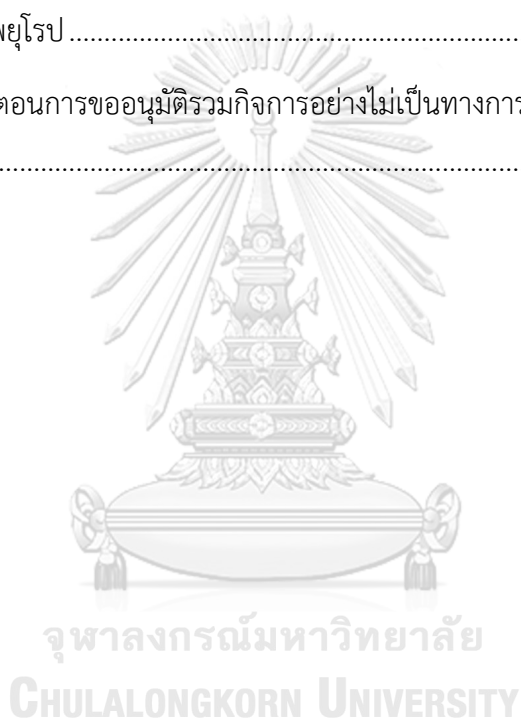 พยุโรป ........................................................................
ตอนการขออนุมัติรวมกิจการอย่างไม่เป็นทางการ
........................................................................
จุฬาลงกรณ์มหาวิทยาลัย
CHULALONGKORN UNIVERSITY